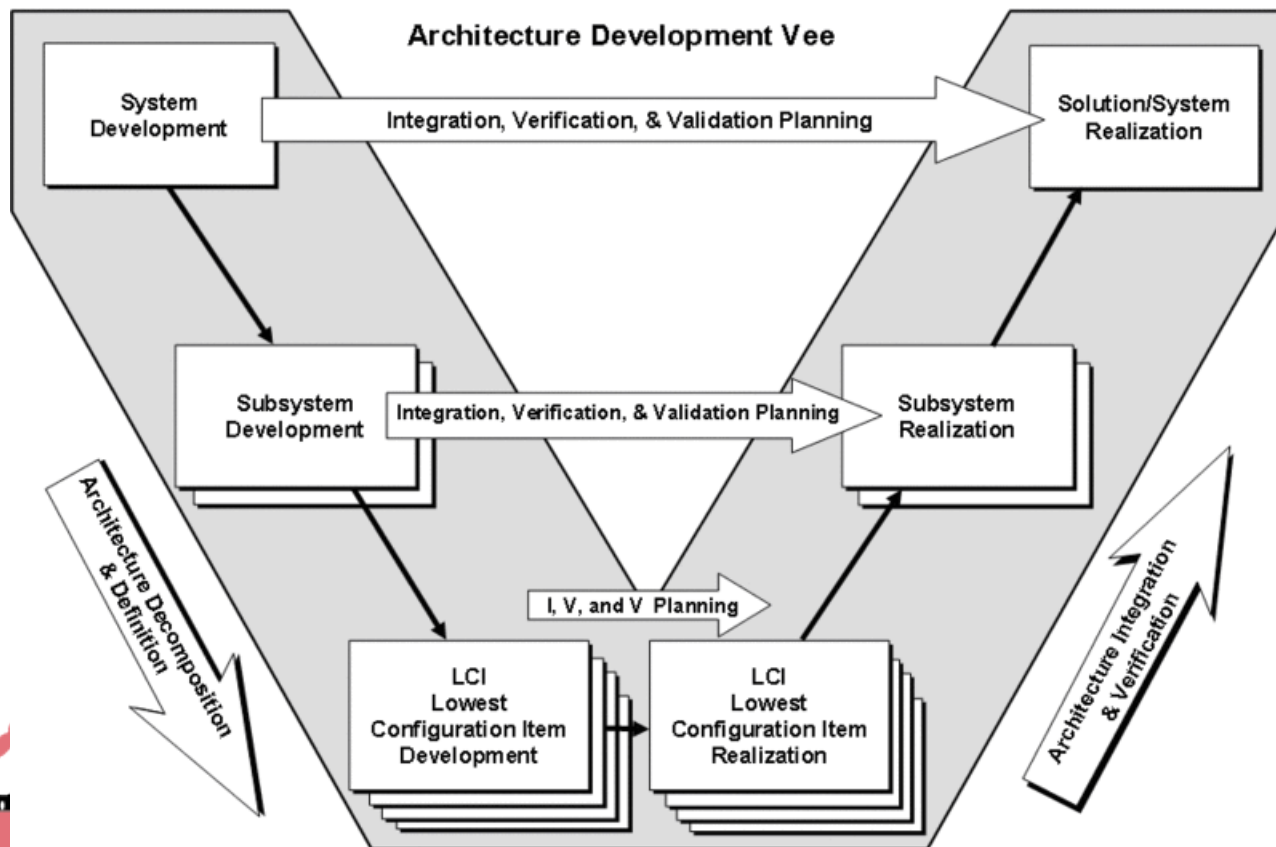 Architecture Development Vee
System
Development
Integration, Verification, & Validation Planning
Solution/System
Realization
Subsystem
Development
Integration, Verification, & Validation Planning
Subsystem
Realization
Architecture Decomposition
& Definition
I, V, and V Planning
Architecture Integration
& Verification
LCI
Lowest
Configuration Item
Development
LCI
Lowest
Configuration Item
Realization